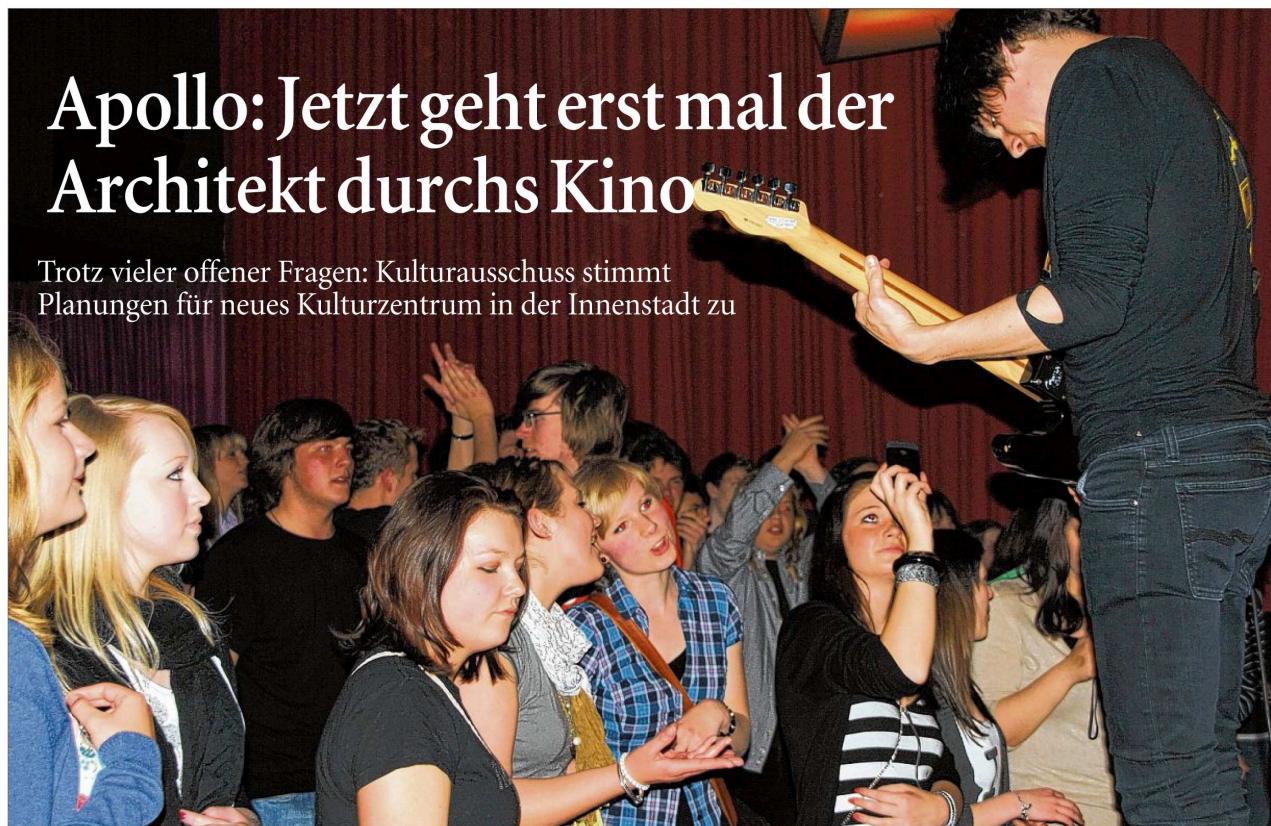 Apollo: Jetzt geht erst mal der
Architekt durchs Kino
Trotz vieler offener Fragen: Kulturausschuss stimmt
Planungen für neues Kulturzentrum in der Innenstadt zu